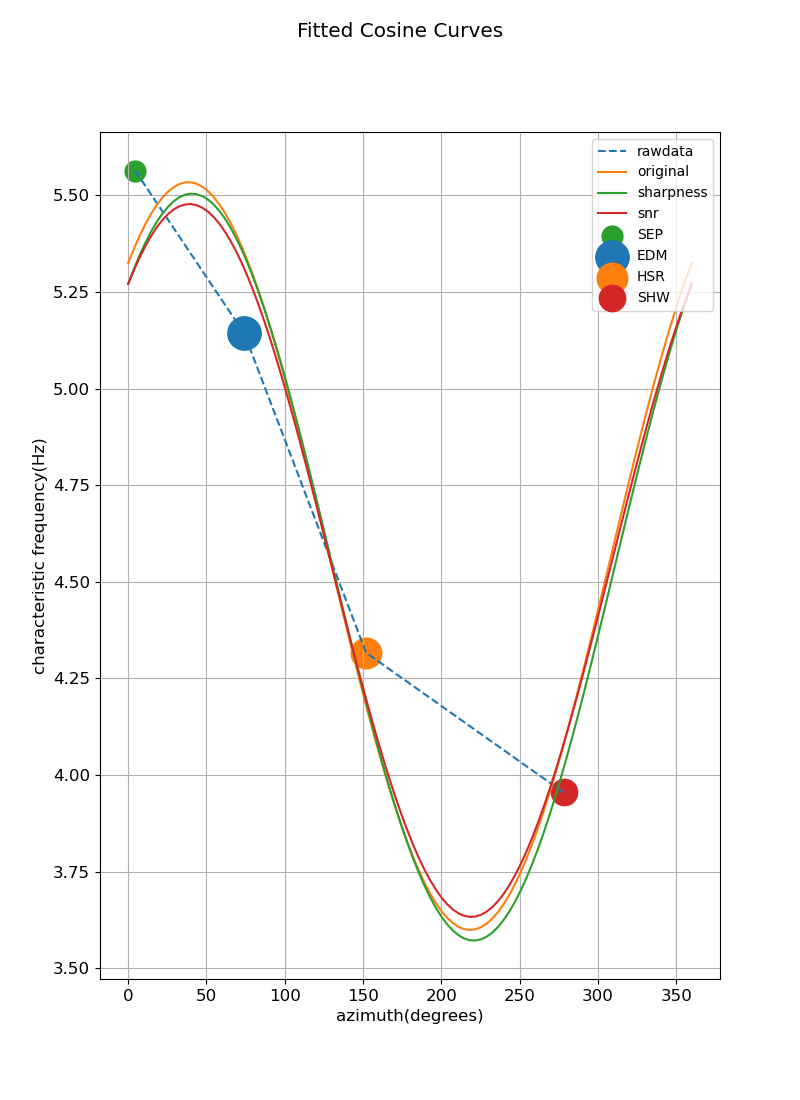 Fitted Cosine Curves
rawdata
original
sharpness
snr
SEP
EDM
HSR
SHW
5.50
5.25
5.00
4.75
4.50
4.25
4.00
3.75
3.50
characteristic frequency(Hz)
0 50 100 150 200 250 300 350
azimuth(degrees)